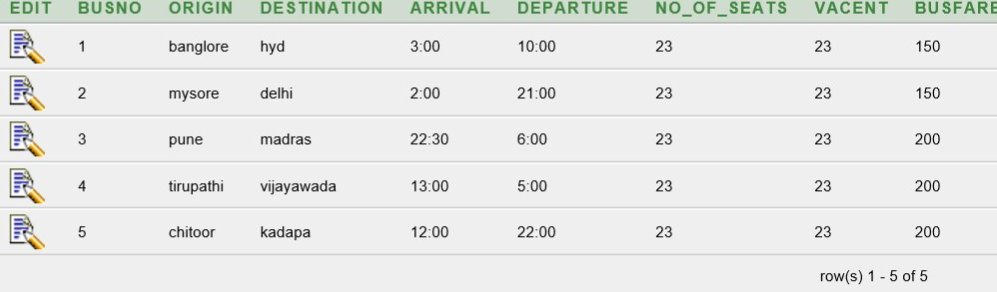 EDIT BUSNO ORIGIN DESTINATION ARRIVAL DEPARTURE NO_OF_SEATS VACENT BUSFARE
1 banglore hyd 3:00 10:00 23 23 150
2 mysore delhi 2:00 21:00 23 23 150
3 pune madras 22:30 6:00 23 23 200
4 tirupathi vijayawada 13:00 5:00 23 23 200
5 chitoor kadapa 12:00 22:00 23 23 200
row(s) 1 - 5 of 5